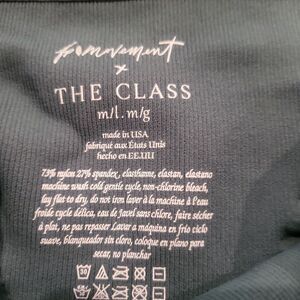 fp movement
x
THE CLASS
m/l. m/g
made in USA
fabriqué aux États Unis
hecho en EE.UU
73% nylon 27% spandex, elasthanne, elastan, elastano
machine wash cold gentle cycle, non-chlorine bleach,
lay flat to dry, do not iron laver à la machine à l'eau
froide cycle délica, eau de Javel sans chlore, faire sécher
à plat, ne pas repasser Lavar a máquina en frío ciclo
suave, blanqueador sin cloro, coloque en plano para
secar, no planchar
30